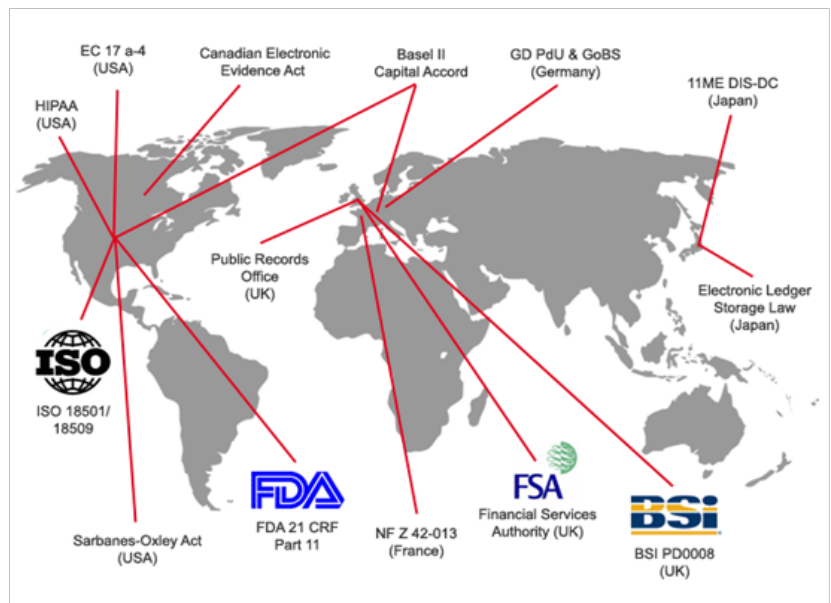 EC 17 a-4
(USA)
Canadian Electronic
Evidence Act
Basel II
Capital Accord
GD PdU & GoBS
(Germany)
11ME DIS-DC
(Japan)
HIPAA
(USA)
Public Records
Office
(UK)
Electronic Ledger
Storage Law
(Japan)
ISO
ISO 18501/
18509
FDA
FDA 21 CRF
Part 11
Sarbanes-Oxley Act
(USA)
NF Z 42-013
(France)
FSA
Financial Services
Authority (UK)
BSi
BSI PD0008
(UK)